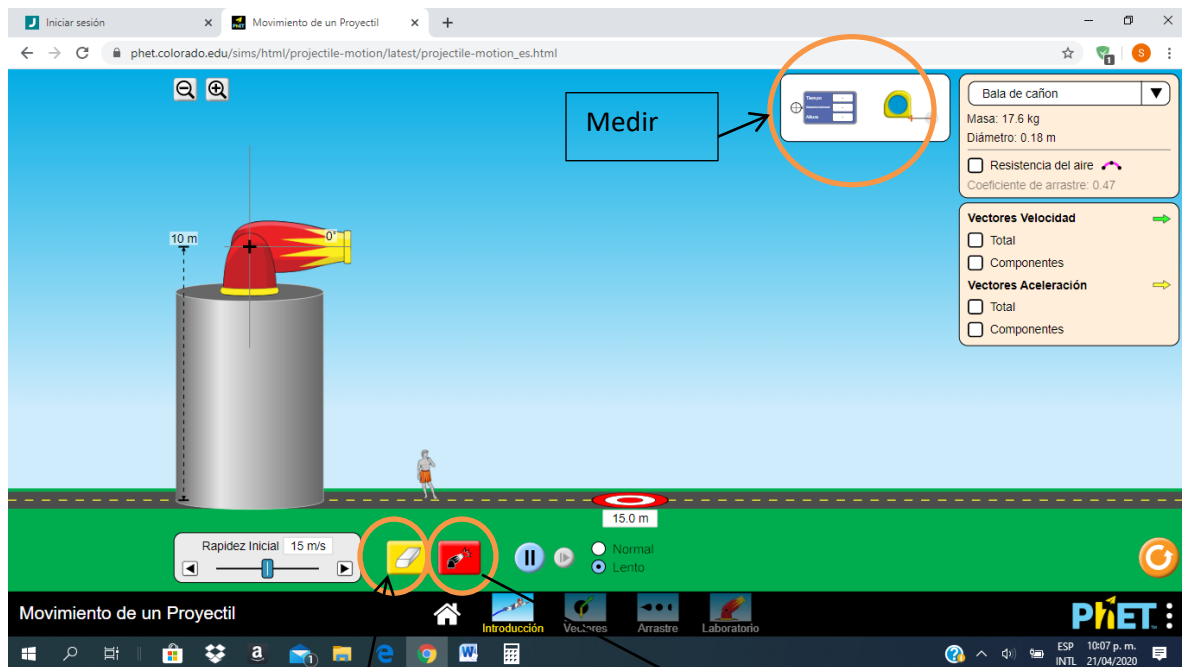 Iniciar sesión
Movimiento de un Proyectil
phet.colorado.edu/sims/html/projectile-motion/latest/projectile-motion_es.html
1
S
Medir
Tiempo
Altura
Bala de cañon
Masa: 17.6 kg
Diámetro: 0.18 m
Resistencia del aire
Coeficiente de arrastre: 0.47
Vectores Velocidad
Total
Componentes
Vectores Aceleración
Total
Componentes
10 m
0°
15.0 m
Rapidez Inicial 15 m/s
Normal
Lento
Movimiento de un Proyectil
Introducción
Vectores
Arrastre
Laboratorio
PhET
ESP
INTL
10:07 p. m.
21/04/2020